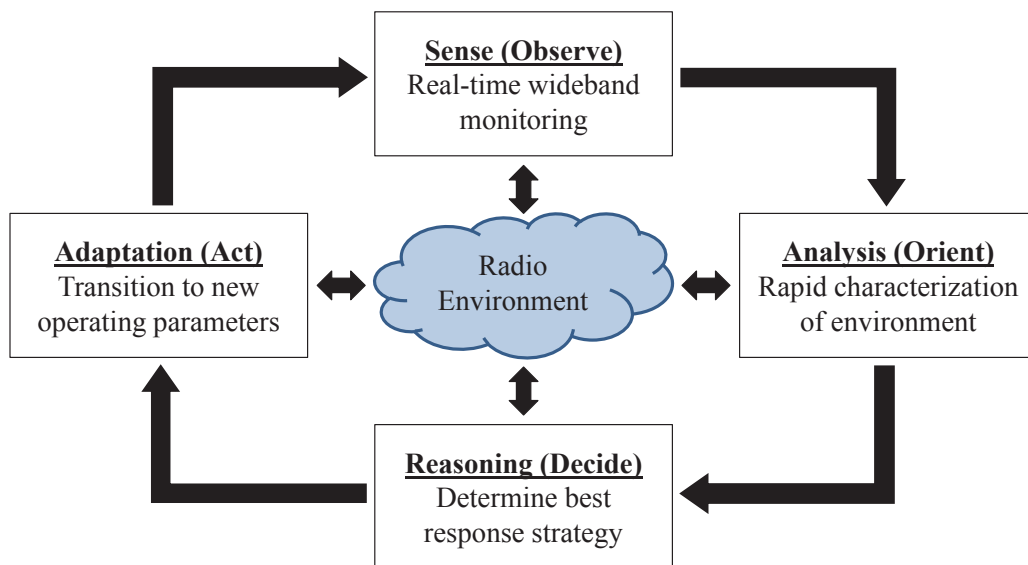 Sense (Observe)
Real-time wideband
monitoring
Adaptation (Act)
Transition to new
operating parameters
Radio
Environment
Analysis (Orient)
Rapid characterization
of environment
Reasoning (Decide)
Determine best
response strategy